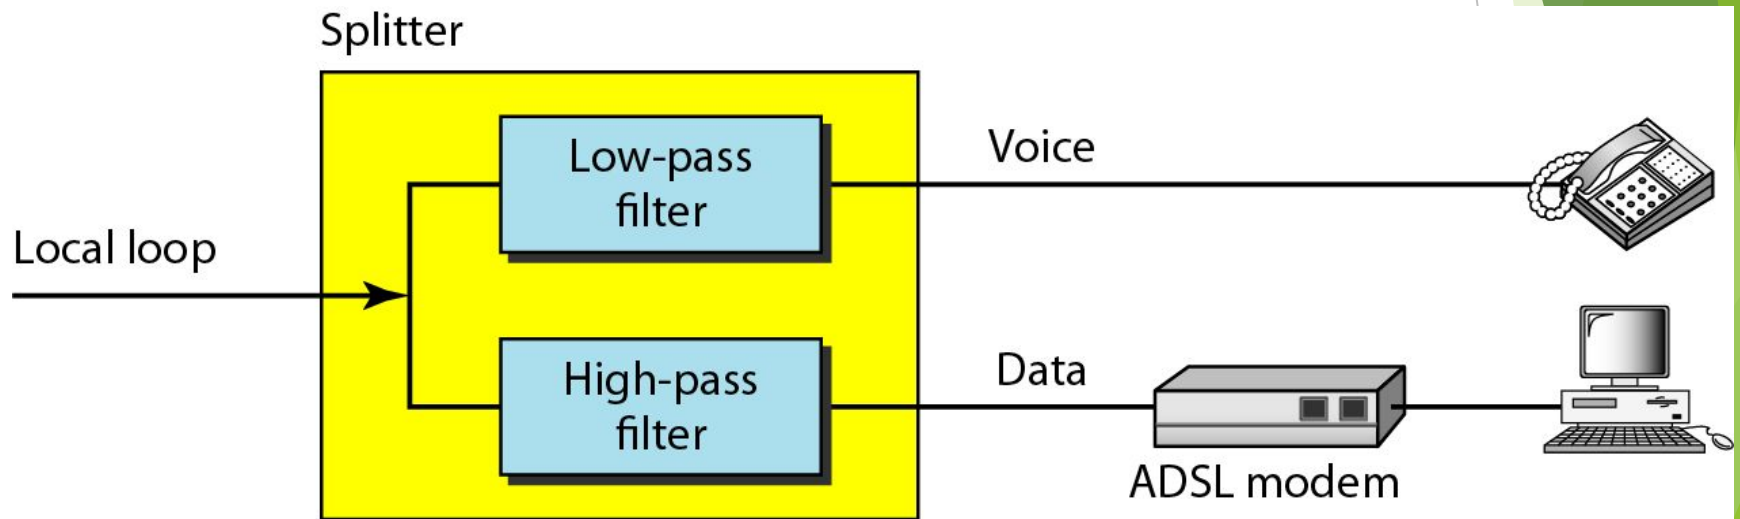 Splitter
Low-pass
filter
Voice
Local loop
High-pass
filter
Data
ADSL modem